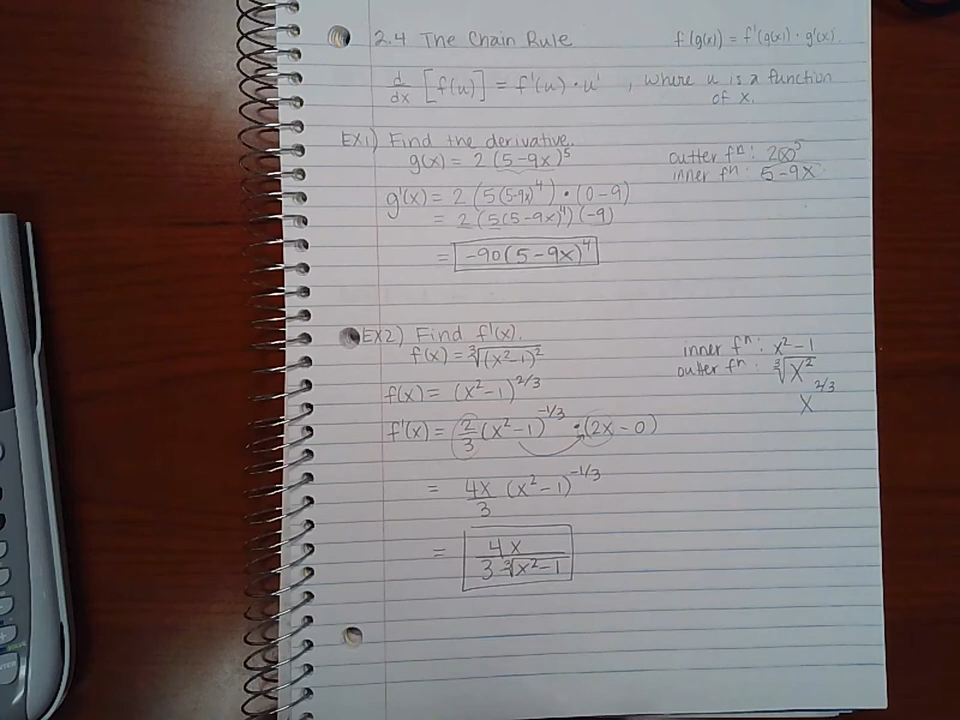 2.4 The Chain Rule
f(g(x)) = f'(g(x)) · g'(x).
d/dx [f(u)] = f'(u) · u' , where u is a function
of x.
EX1) Find the derivative.
g(x) = 2 (5-9x)^5
outter f^n : 2(x)^5
inner f^n : 5-9x
g'(x) = 2 (5(5-9x)^4) · (0-9)
= 2 (5(5-9x)^4)(-9)
= -90(5-9x)^4
EX2) Find f'(x).
f(x) = ∛(x²-1)²
inner f^n : x²-1
outter f^n : ∛x²
x^2/3
f(x) = (x²-1)^2/3
f'(x) = 2/3 (x²-1)^-1/3 · (2x-0)
= 4x/3 (x²-1)^-1/3
= 4x / 3∛x²-1
ENTER